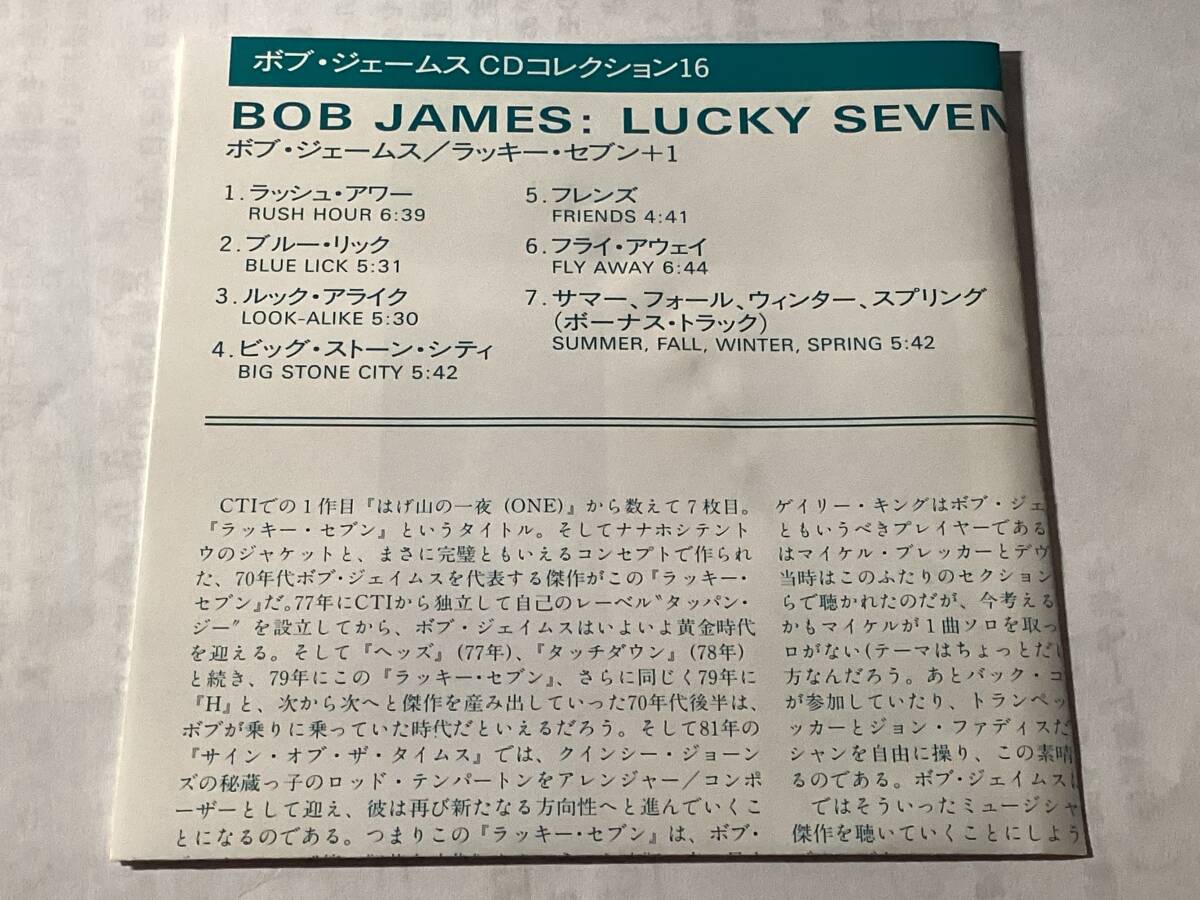 ボブ・ジェームス CDコレクション16
BOB JAMES: LUCKY SEVEN
ボブ・ジェームス／ラッキー・セブン+1
1. ラッシュ・アワー
RUSH HOUR 6:39
2. ブルー・リック
BLUE LICK 5:31
3. ルック・アライク
LOOK-ALIKE 5:30
4. ビッグ・ストーン・シティ
BIG STONE CITY 5:42
5. フレンズ
FRIENDS 4:41
6. フライ・アウェイ
FLY AWAY 6:44
7. サマー、フォール、ウィンター、スプリング
（ボーナス・トラック）
SUMMER, FALL, WINTER, SPRING 5:42
CTIでの1作目『はげ山の一夜（ONE）』から数えて7枚目。
『ラッキー・セブン』というタイトル。そしてナナホシテント
ウのジャケットと、まさに完璧ともいえるコンセプトで作られ
た、70年代ボブ・ジェイムスを代表する傑作がこの『ラッキー・
セブン』だ。77年にCTIから独立して自己のレーベル〝タッパン・
ジー〟を設立してから、ボブ・ジェイムスはいよいよ黄金時代
を迎える。そして『ヘッズ』(77年)、『タッチダウン』(78年)
と続き、79年にこの『ラッキー・セブン』、さらに同じく79年に
『H』と、次から次へと傑作を産み出していった70年代後半は、
ボブが乗りに乗っていた時代だといえるだろう。そして81年の
『サイン・オブ・ザ・タイムス』では、クインシー・ジョーン
ズの秘蔵っ子のロッド・テンパートンをアレンジャー／コンポ
ーザーとして迎え、彼は再び新たなる方向性へと進んでいくこ
とになるのである。つまりこの『ラッキー・セブン』は、ボブ・
ゲイリー・キングはボブ・ジェ
ともいうべきプレイヤーである
はマイケル・ブレッカーとデヴ
当時はこのふたりのセクション
らで聴かれたのだが、今考える
かもマイケルが1曲ソロを取っ
ロがない(テーマはちょっとだけ
方なんだろう。あとバック・コ
が参加していたり、トランペッ
ッカーとジョン・ファディスだ
シャンを自由に操り、この素晴
るのである。ボブ・ジェイムスに
ではそういったミュージシャ
傑作を聴いていくことにしよう